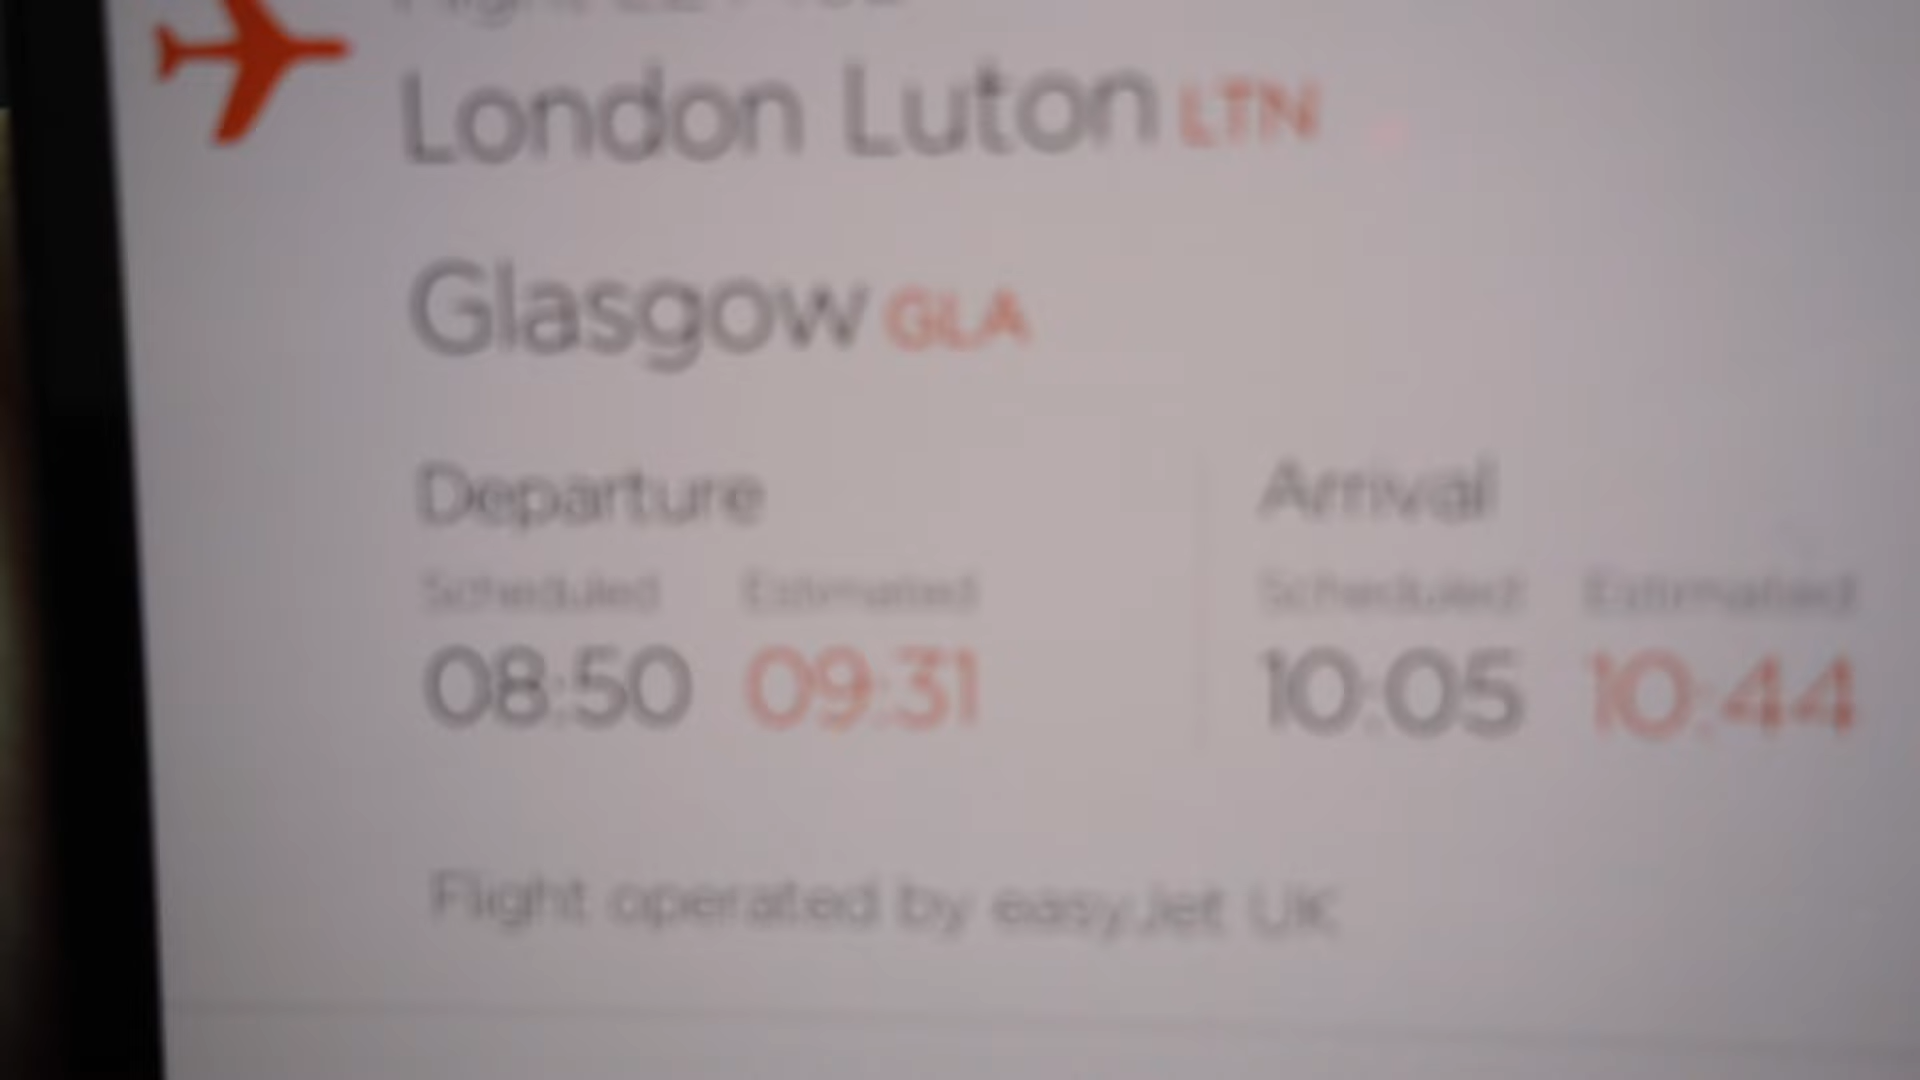 Flight
London Luton LTN
Glasgow GLA
Departure Arrival
Scheduled Estimated Scheduled Estimated
08:50 09:31 10:05 10:44
Flight operated by easyJet UK